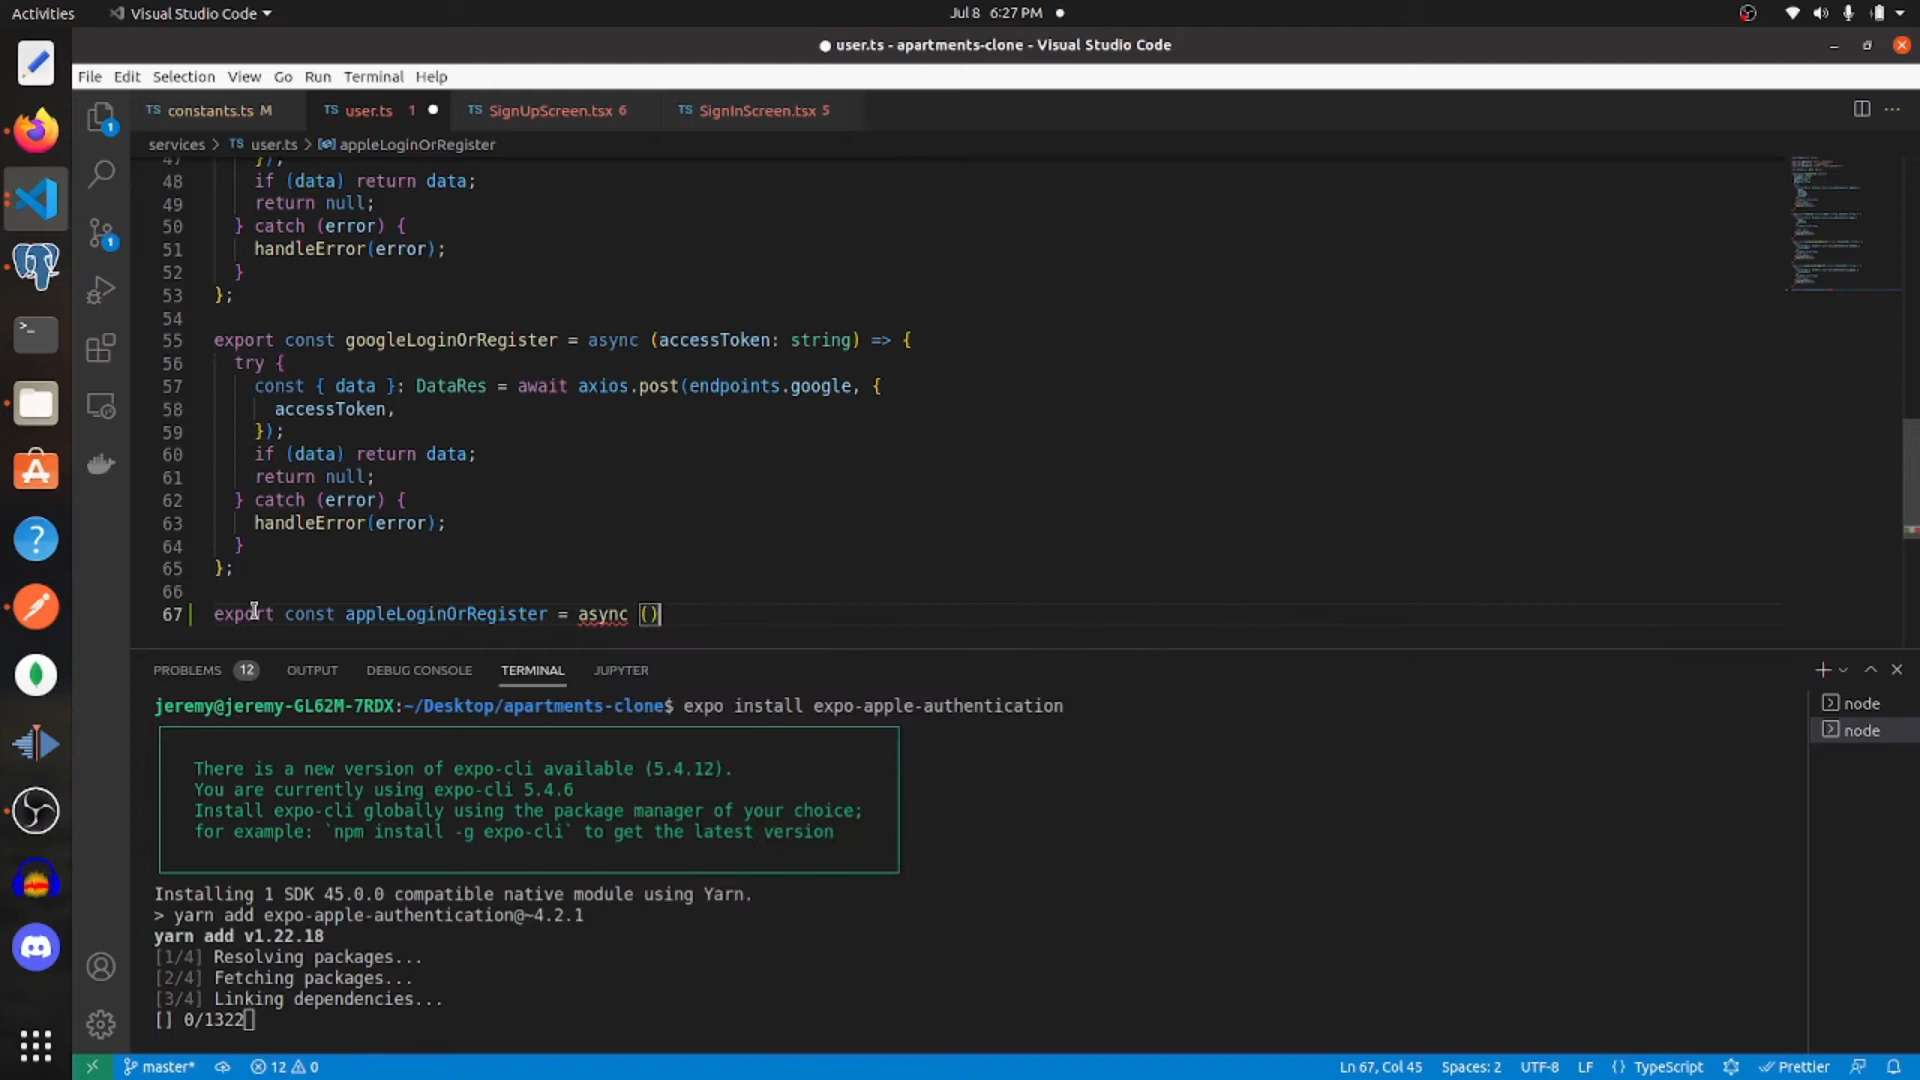 Activities
Visual Studio Code
Jul 8 6:27 PM
user.ts - apartments-clone - Visual Studio Code
File Edit Selection View Go Run Terminal Help
TS constants.ts M
TS user.ts 1
TS SignUpScreen.tsx 6
TS SignInScreen.tsx 5
services > TS user.ts > appleLoginOrRegister
47 });
48 if (data) return data;
49 return null;
50 } catch (error) {
51 handleError(error);
52 }
53 };
54
55 export const googleLoginOrRegister = async (accessToken: string) => {
56 try {
57 const { data }: DataRes = await axios.post(endpoints.google, {
58 accessToken,
59 });
60 if (data) return data;
61 return null;
62 } catch (error) {
63 handleError(error);
64 }
65 };
66
67 export const appleLoginOrRegister = async ()
PROBLEMS 12 OUTPUT DEBUG CONSOLE TERMINAL JUPYTER
jeremy@jeremy-GL62M-7RDX:~/Desktop/apartments-clone$ expo install expo-apple-authentication
There is a new version of expo-cli available (5.4.12).
You are currently using expo-cli 5.4.6
Install expo-cli globally using the package manager of your choice;
for example: `npm install -g expo-cli` to get the latest version
Installing 1 SDK 45.0.0 compatible native module using Yarn.
> yarn add expo-apple-authentication@~4.2.1
yarn add v1.22.18
[1/4] Resolving packages...
[2/4] Fetching packages...
[3/4] Linking dependencies...
[] 0/1322
node
node
master* 12 0
Ln 67, Col 45 Spaces: 2 UTF-8 LF {} TypeScript Prettier